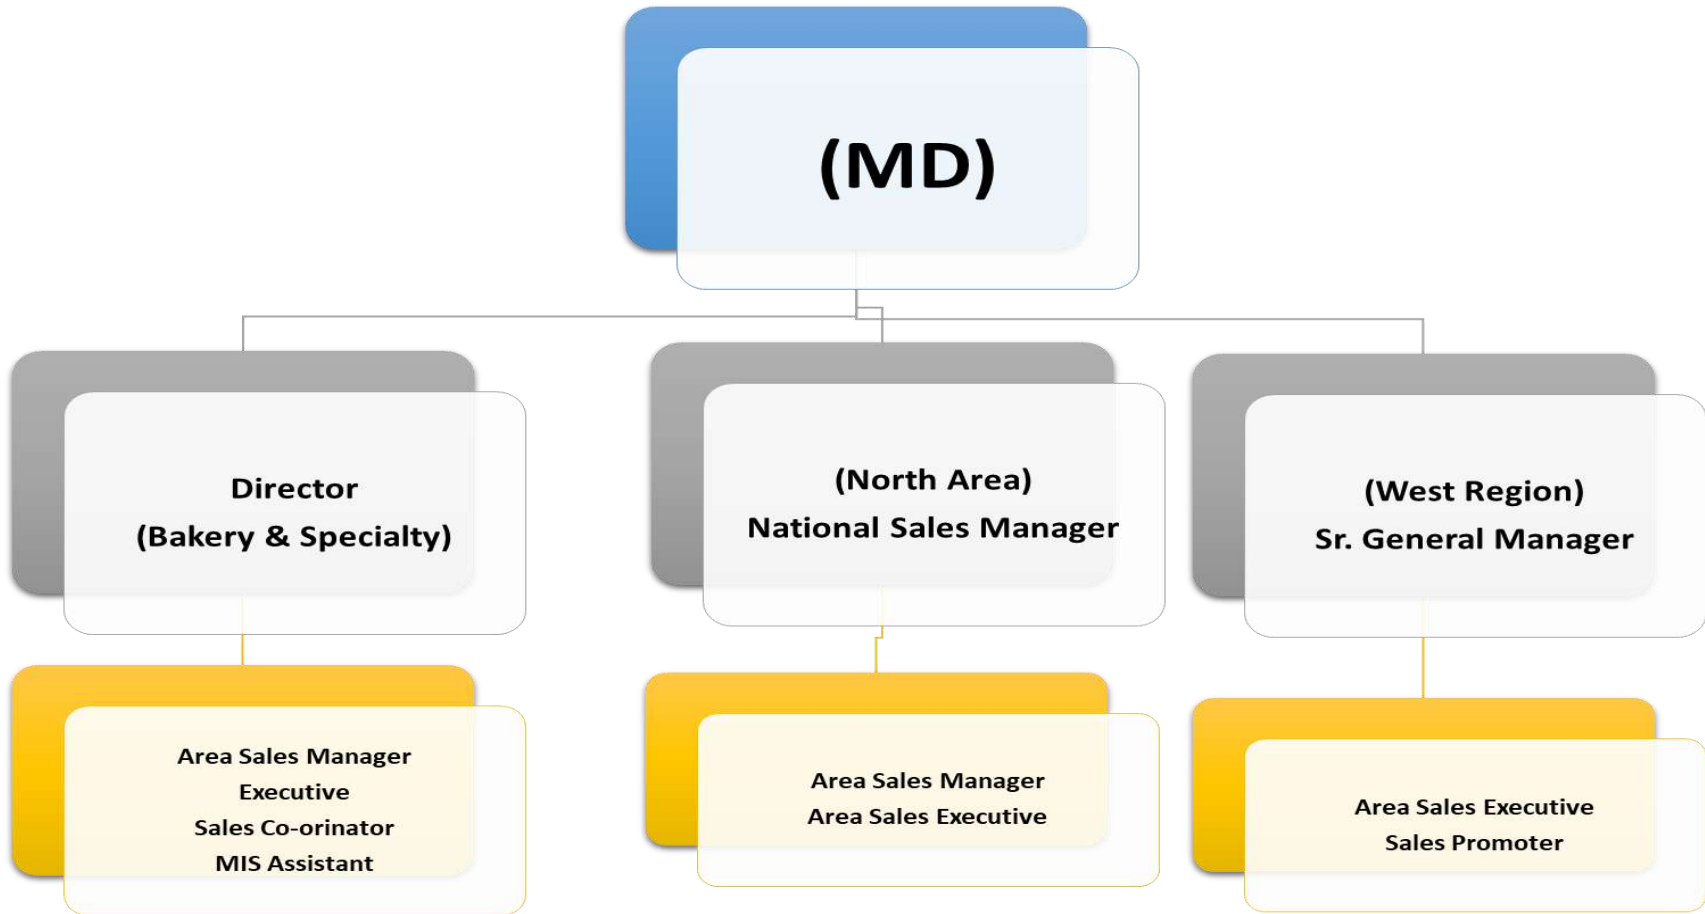 (MD)
Director
(Bakery & Specialty)
(North Area)
National Sales Manager
(West Region)
Sr. General Manager
Area Sales Manager
Executive
Sales Co-orinator
MIS Assistant
Area Sales Manager
Area Sales Executive
Area Sales Executive
Sales Promoter